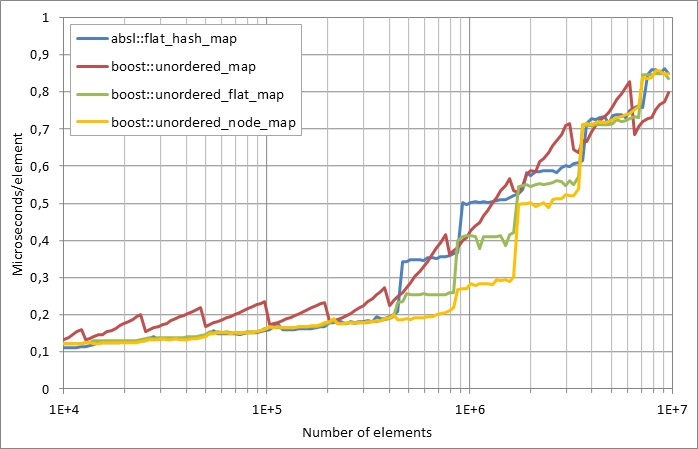 1
0,9
0,8
0,7
0,6
0,5
0,4
0,3
0,2
0,1
0
Microseconds/element
absl::flat_hash_map
boost::unordered_map
boost::unordered_flat_map
boost::unordered_node_map
1E+4 1E+5 1E+6 1E+7
Number of elements